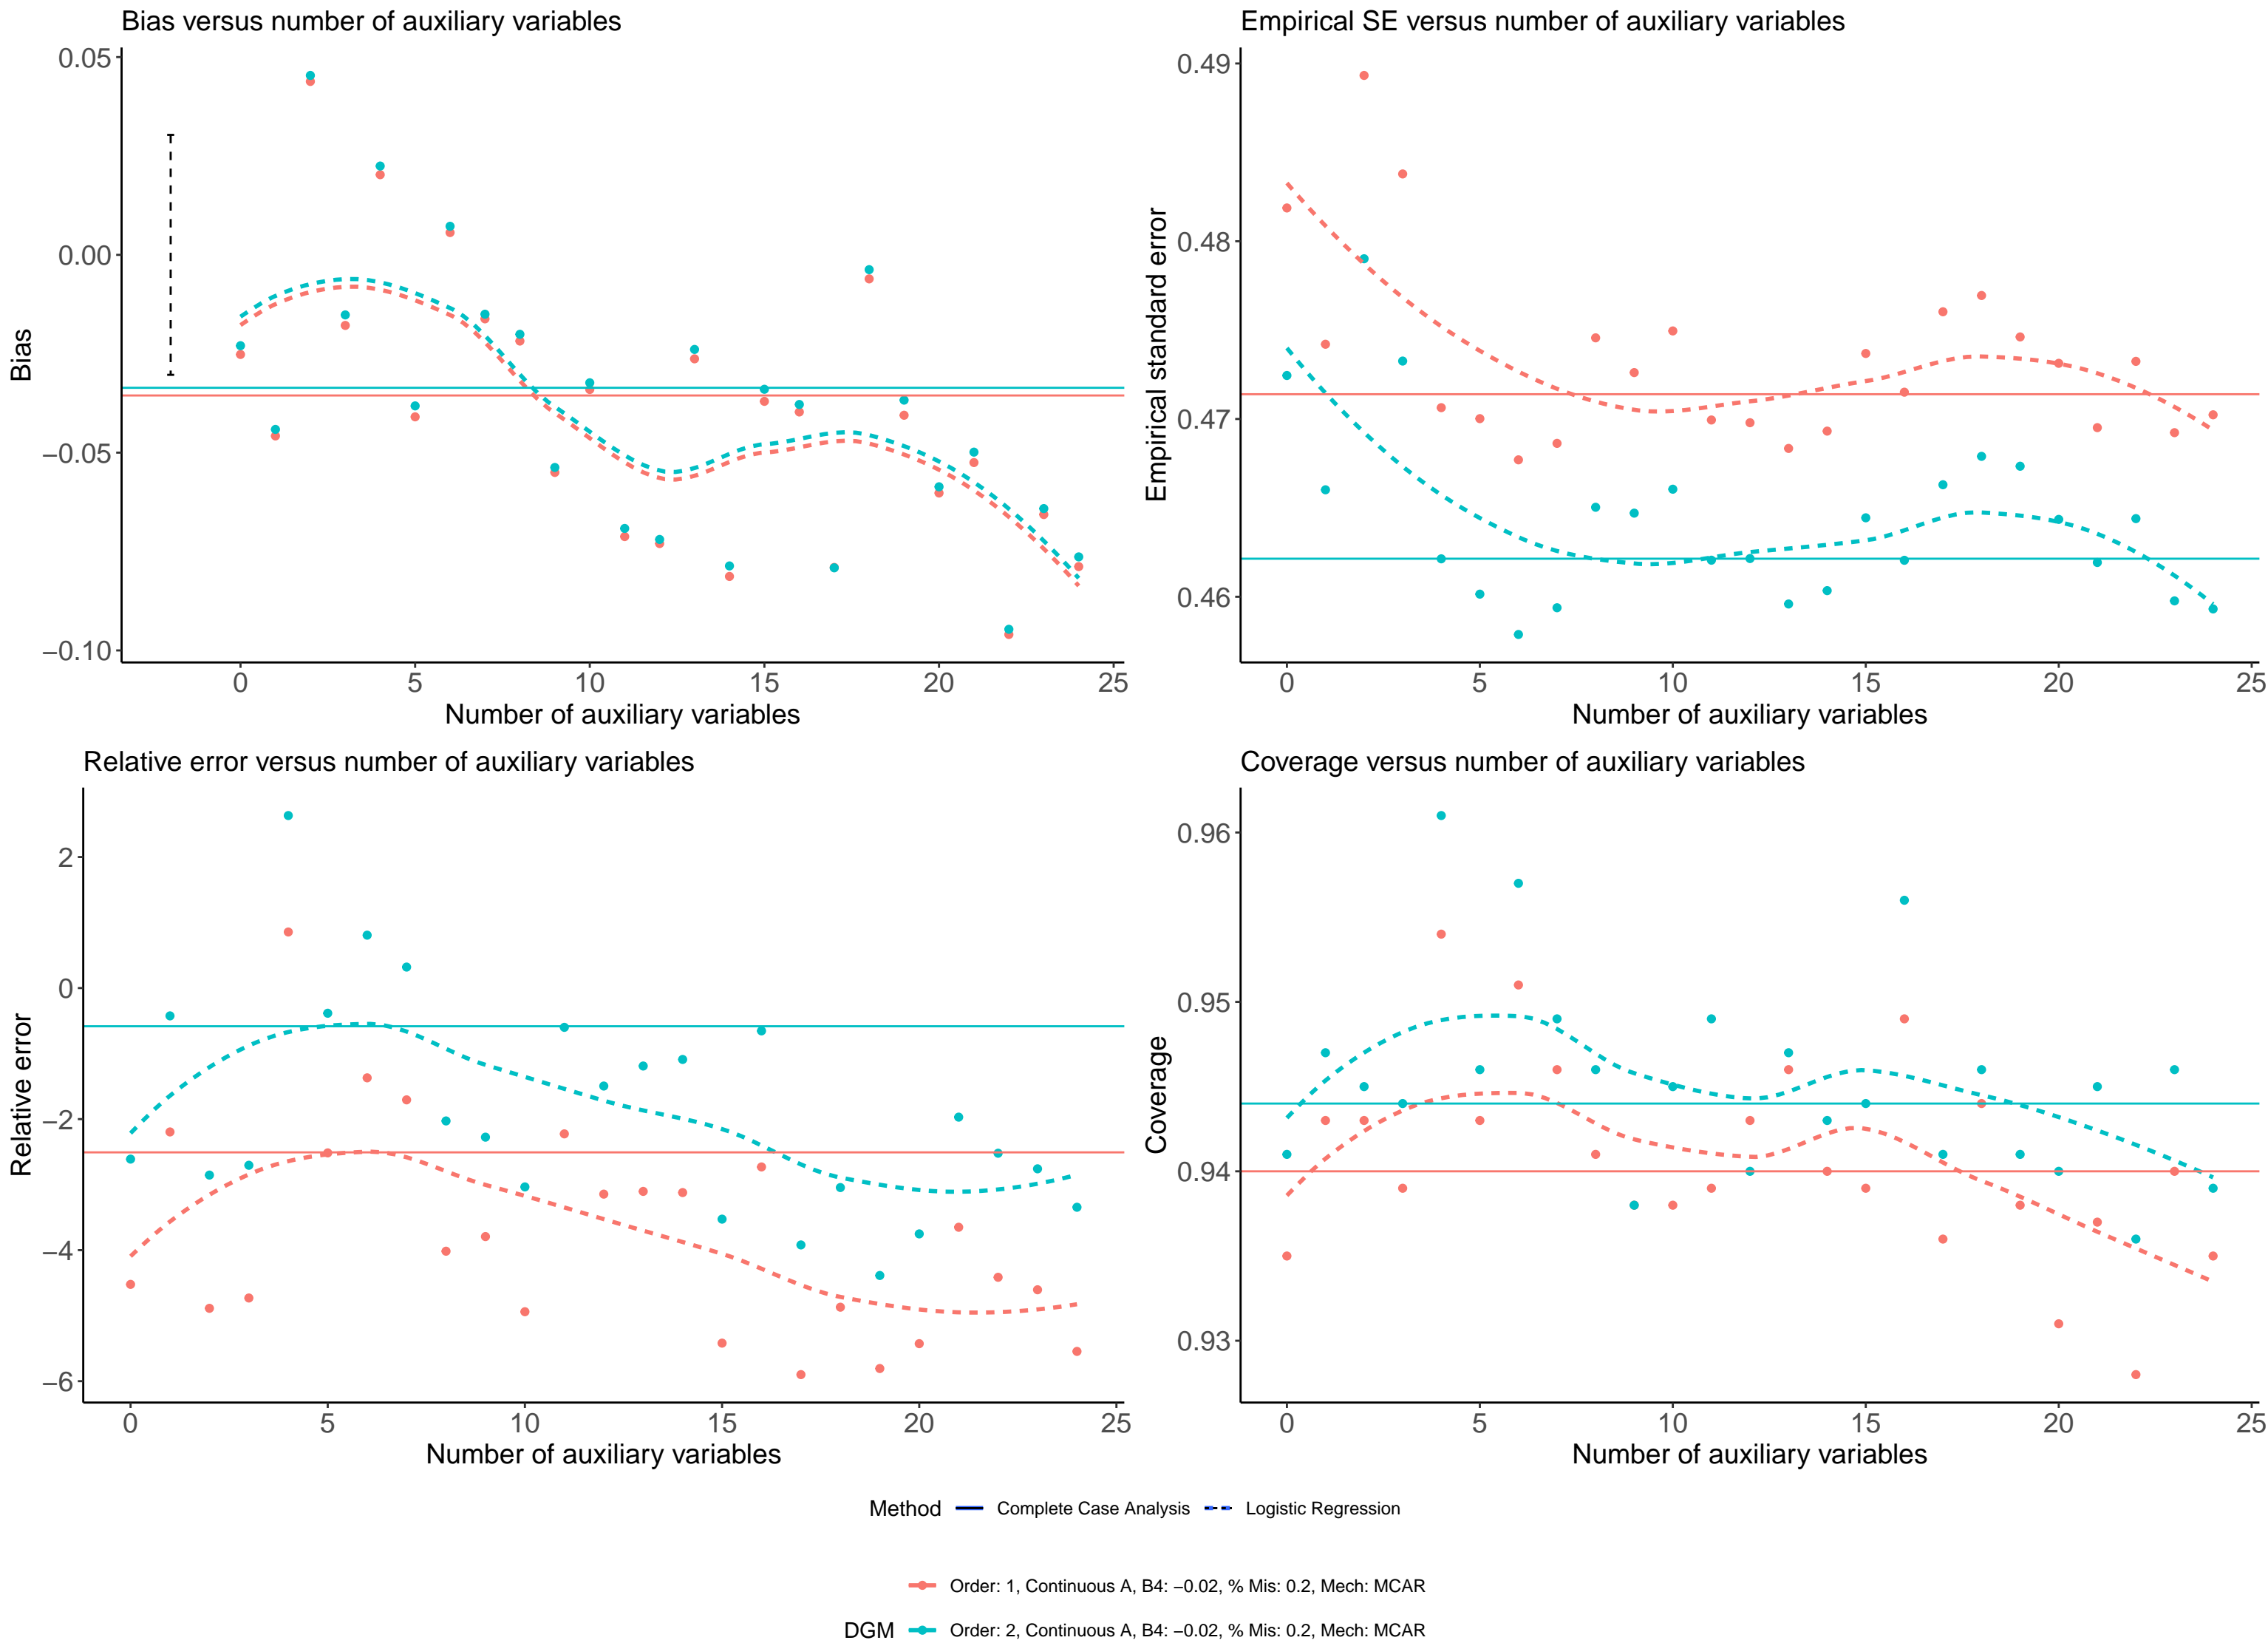 Bias versus number of auxiliary variables
0.05
0.00
−0.05
−0.10
Bias
0 5 10 15 20 25
Number of auxiliary variables
Empirical SE versus number of auxiliary variables
0.49
0.48
0.47
0.46
Empirical standard error
0 5 10 15 20 25
Number of auxiliary variables
Relative error versus number of auxiliary variables
2
0
−2
−4
−6
Relative error
0 5 10 15 20 25
Number of auxiliary variables
Coverage versus number of auxiliary variables
0.96
0.95
0.94
0.93
Coverage
0 5 10 15 20 25
Number of auxiliary variables
Method Complete Case Analysis Logistic Regression
Order: 1, Continuous A, B4: −0.02, % Mis: 0.2, Mech: MCAR
DGM Order: 2, Continuous A, B4: −0.02, % Mis: 0.2, Mech: MCAR